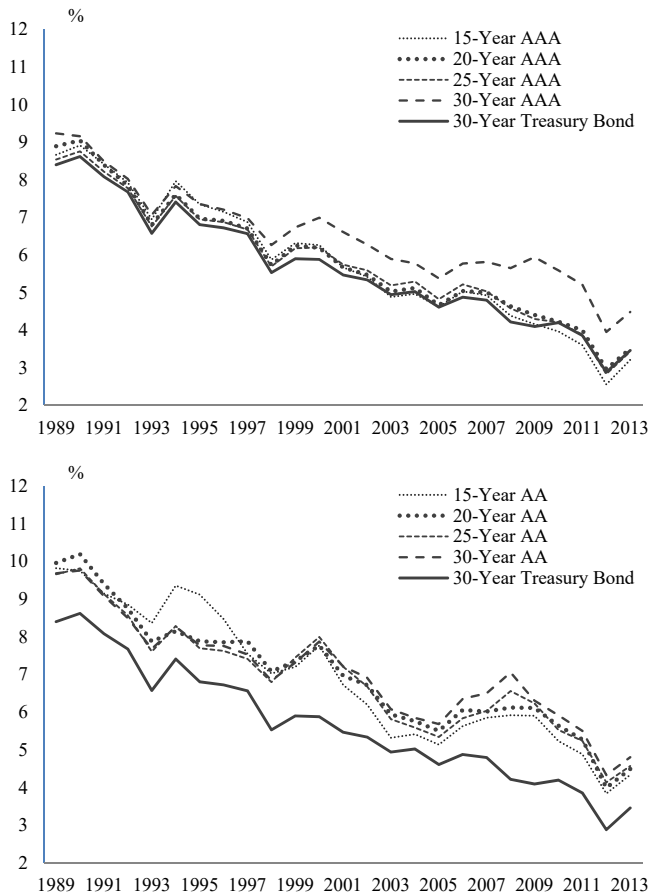 %
12
11
10
9
8
7
6
5
4
3
2
15-Year AAA
20-Year AAA
25-Year AAA
30-Year AAA
30-Year Treasury Bond
1989 1991 1993 1995 1997 1999 2001 2003 2005 2007 2009 2011 2013
%
12
11
10
9
8
7
6
5
4
3
2
15-Year AA
20-Year AA
25-Year AA
30-Year AA
30-Year Treasury Bond
1989 1991 1993 1995 1997 1999 2001 2003 2005 2007 2009 2011 2013